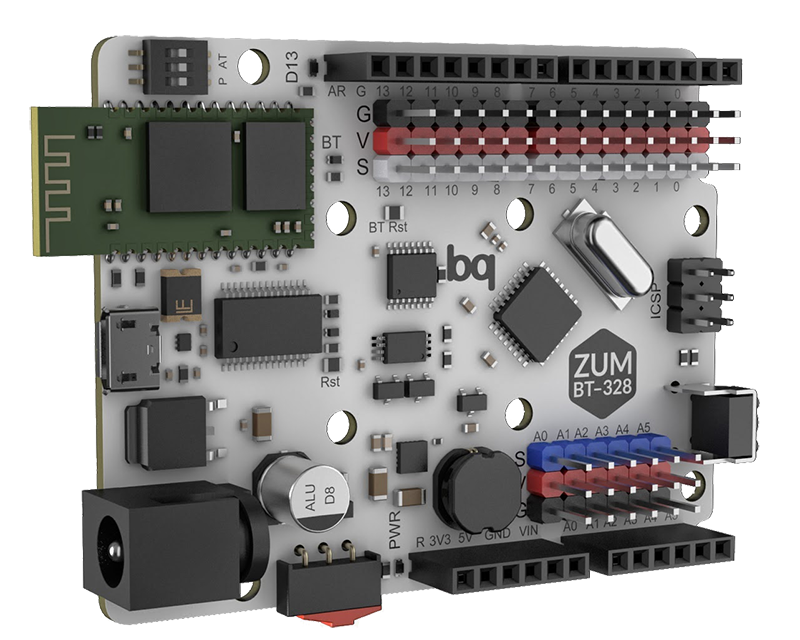 P AT
D13
AR G 13 12 11 10 9 8 7 6 5 4 3 2 1 0
G
V
S
BT
13 12 11 10 9 8 7 6 5 4 3 2 1 0
BT Rst
bq
ICSP
Rst
ZUM
BT-328
A0 A1 A2 A3 A4 A5
S
V
G
ALU
D8
PWR
R 3V3 5V GND VIN
A0 A1 A2 A3 A4 A5